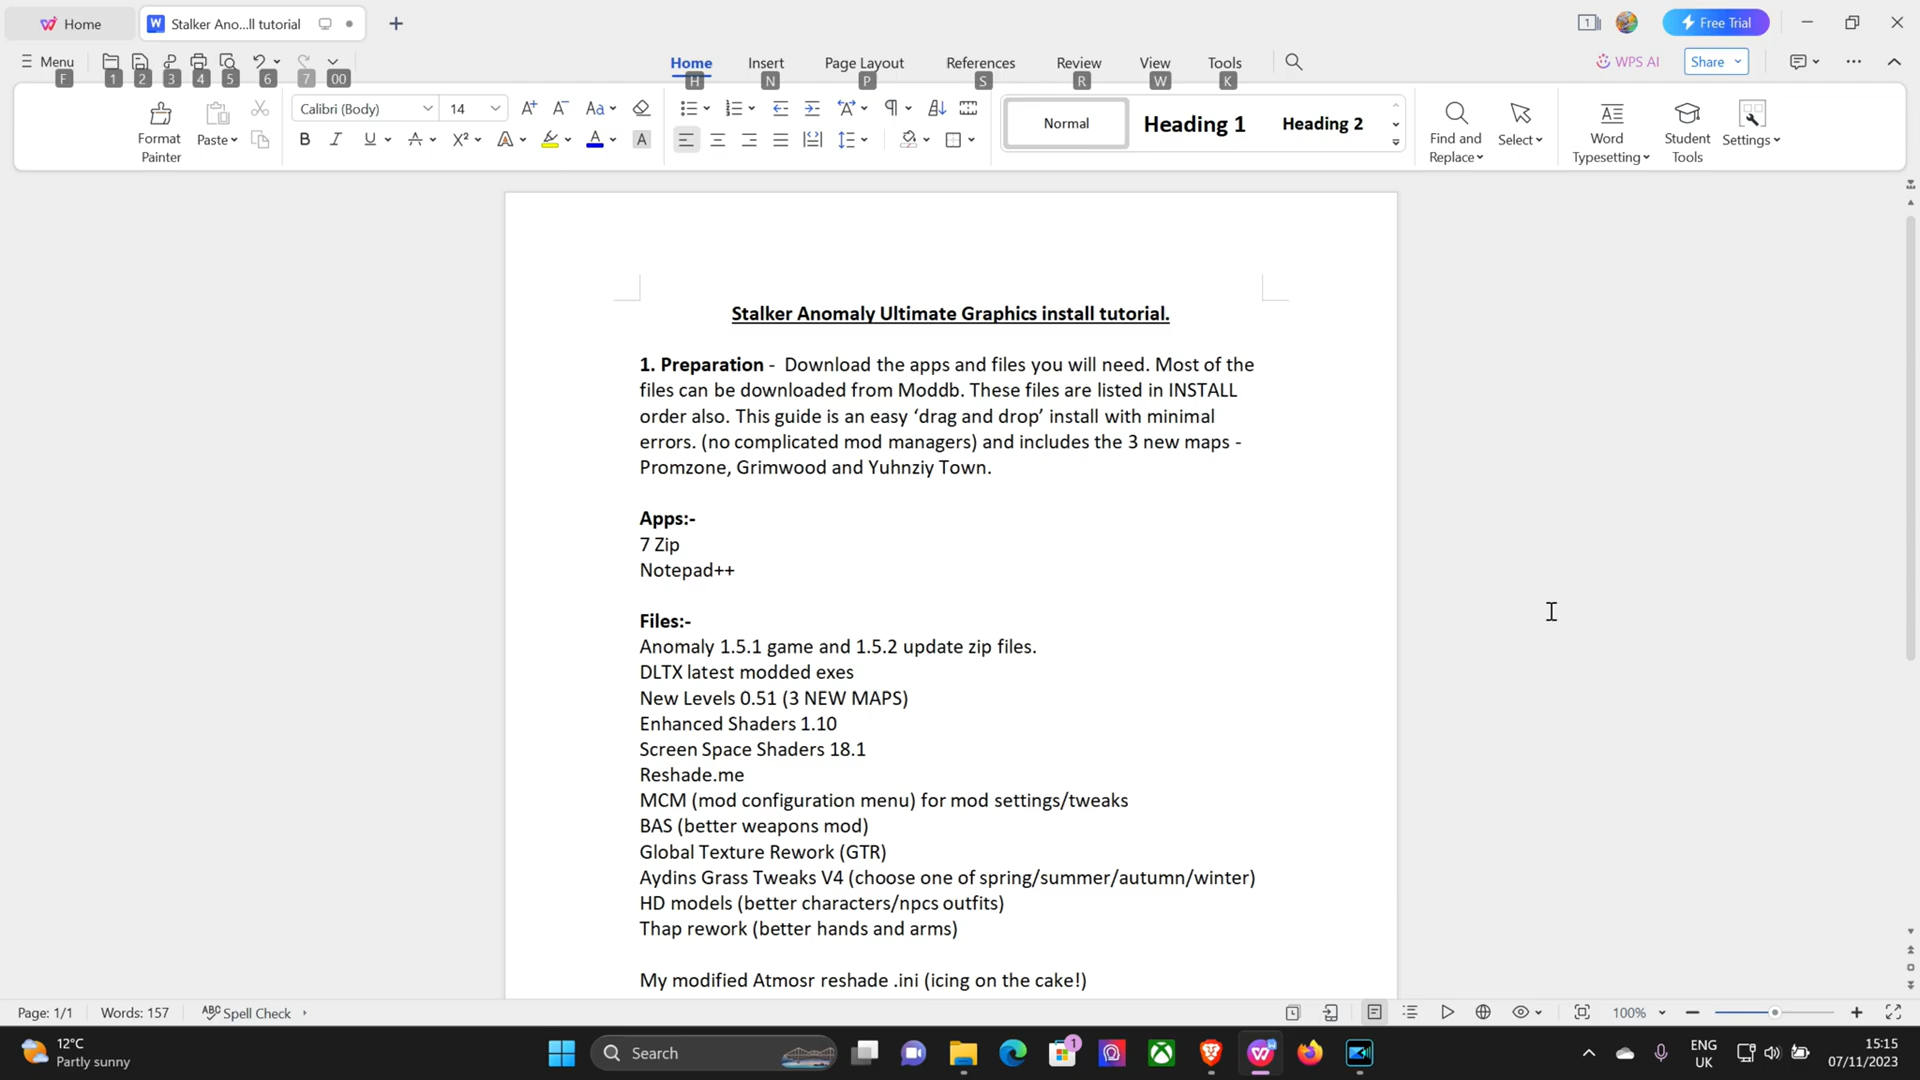 Home
Stalker Ano...ll tutorial
1
Free Trial
Menu
F
1
2
3
4
5
6
7
00
Home
H
Insert
N
Page Layout
P
References
S
Review
R
View
W
Tools
K
WPS AI
Share
Format
Painter
Paste
Calibri (Body)
14
Normal
Heading 1
Heading 2
Find and
Replace
Select
Word
Typesetting
Student
Tools
Settings
Stalker Anomaly Ultimate Graphics install tutorial.
1. Preparation - Download the apps and files you will need. Most of the
files can be downloaded from Moddb. These files are listed in INSTALL
order also. This guide is an easy ‘drag and drop’ install with minimal
errors. (no complicated mod managers) and includes the 3 new maps -
Promzone, Grimwood and Yuhnziy Town.
Apps:-
7 Zip
Notepad++
Files:-
Anomaly 1.5.1 game and 1.5.2 update zip files.
DLTX latest modded exes
New Levels 0.51 (3 NEW MAPS)
Enhanced Shaders 1.10
Screen Space Shaders 18.1
Reshade.me
MCM (mod configuration menu) for mod settings/tweaks
BAS (better weapons mod)
Global Texture Rework (GTR)
Aydins Grass Tweaks V4 (choose one of spring/summer/autumn/winter)
HD models (better characters/npcs outfits)
Thap rework (better hands and arms)
My modified Atmosr reshade .ini (icing on the cake!)
Page: 1/1
Words: 157
Spell Check
100%
12°C
Partly sunny
Search
1
ENG
UK
15:15
07/11/2023